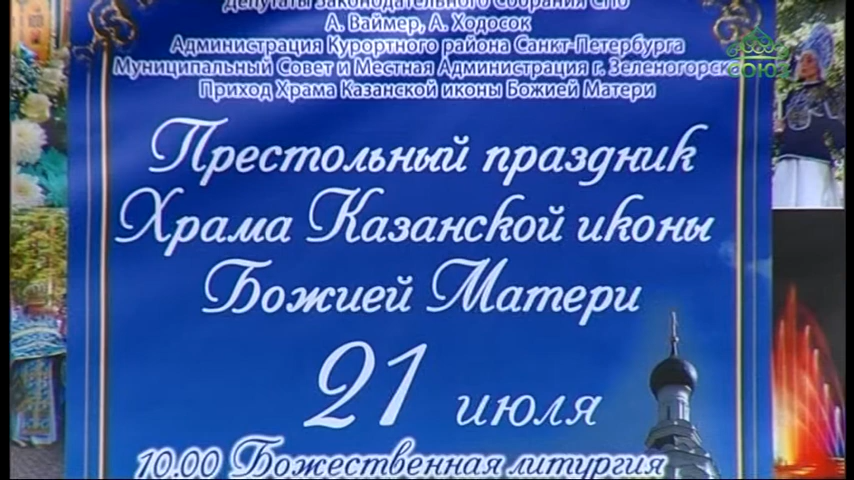 Депутаты Законодательного Собрания СПб
А. Ваймер, А. Ходосок
Администрация Курортного района Санкт-Петербурга
Муниципальный Совет и Местная Администрация г. Зеленогорск
Приход Храма Казанской иконы Божией Матери
СОЮЗ
Престольный праздник
Храма Казанской иконы
Божией Матери
21 июля
10.00 Божественная литургия